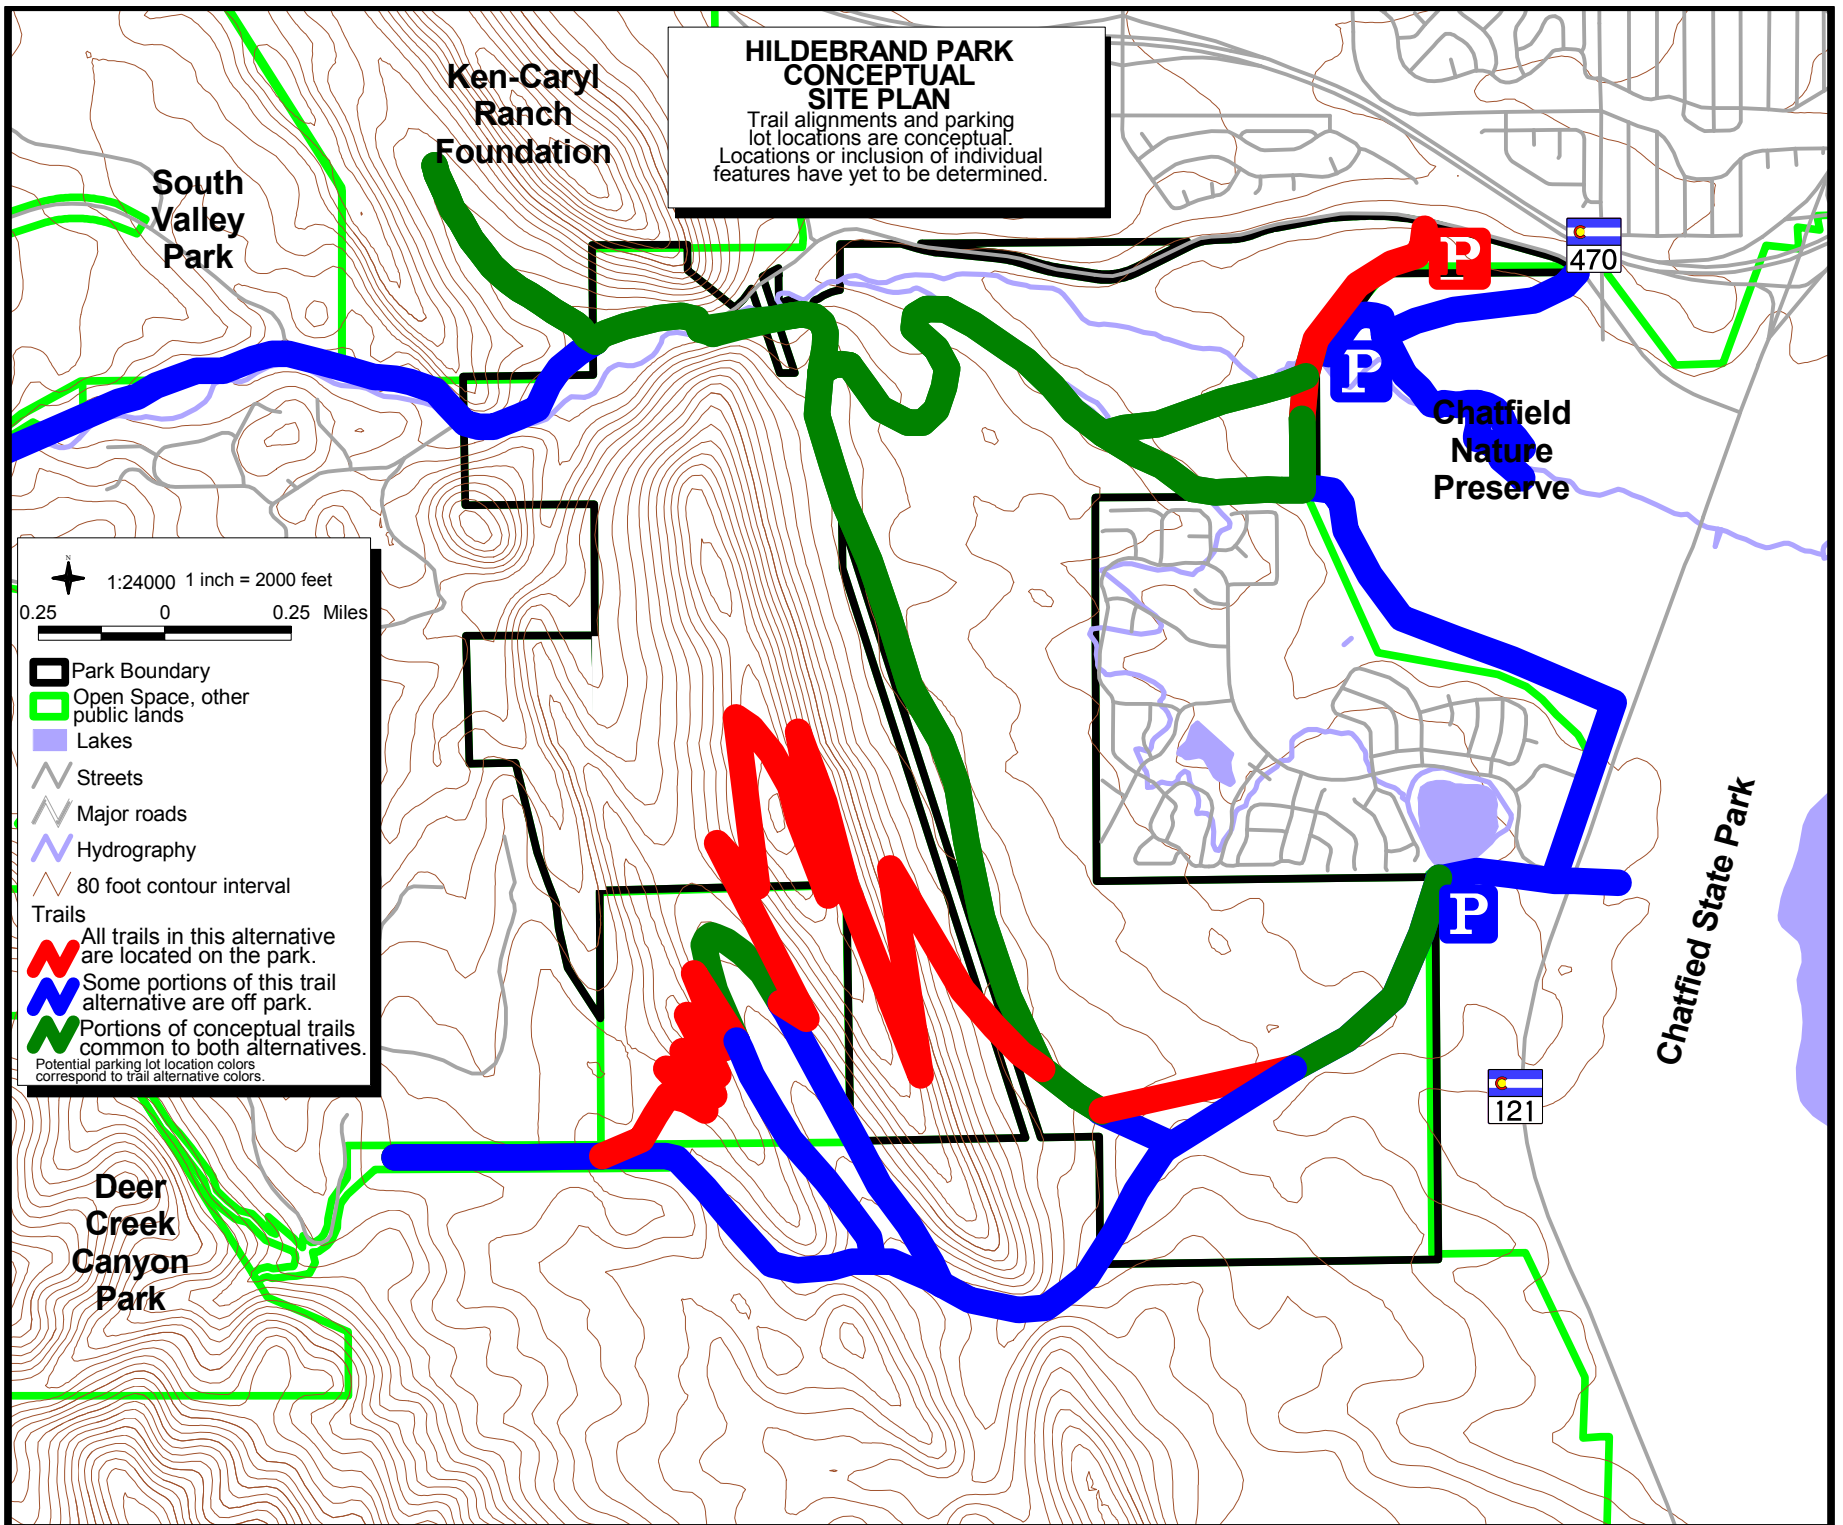 HILDEBRAND PARK
CONCEPTUAL
SITE PLAN
Trail alignments and parking
lot locations are conceptual.
Locations or inclusion of individual
features have yet to be determined.
Ken-Caryl
Ranch
Foundation
South
Valley
Park
P
470
P
Chatfield
Nature
Preserve
N
1:24000 1 inch = 2000 feet
0.25 0 0.25 Miles
Park Boundary
Open Space, other
public lands
Lakes
Streets
Major roads
Hydrography
80 foot contour interval
Trails
All trails in this alternative
are located on the park.
Some portions of this trail
alternative are off park.
Portions of conceptual trails
common to both alternatives.
Potential parking lot location colors
correspond to trail alternative colors.
P
Chatfied State Park
121
Deer
Creek
Canyon
Park